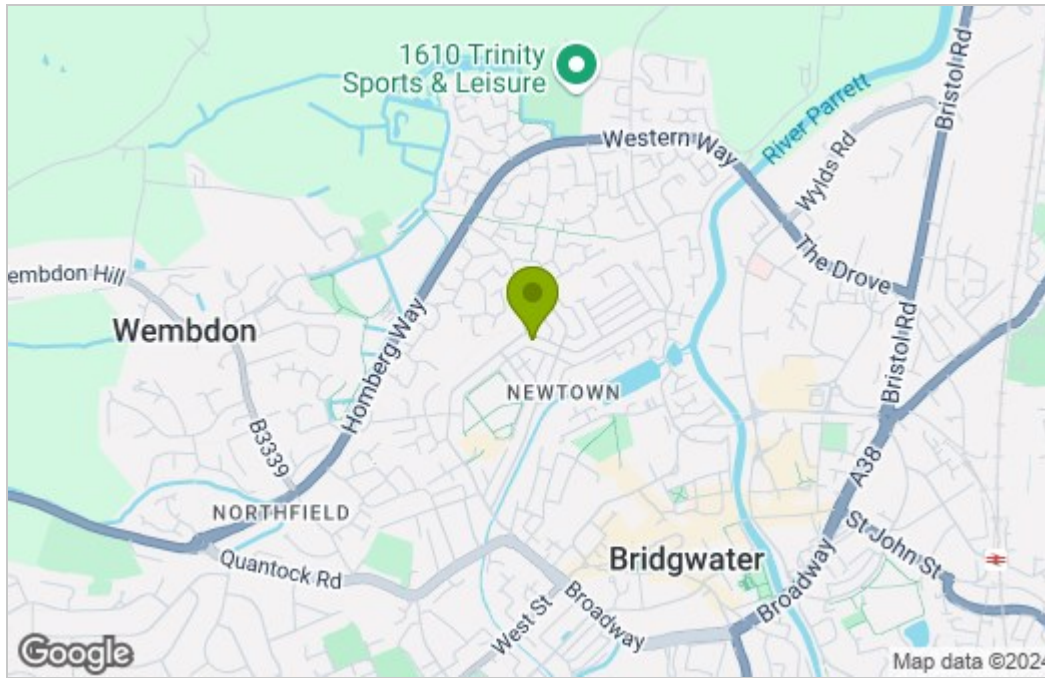 1610 Trinity
Sports & Leisure
Western Way
River Parrett
Bristol Rd
Wylds Rd
The Drove
embdon Hill
Wembdon
Homberg Way
NEWTOWN
Bristol Rd
B3339
A38
NORTHFIELD
St John St
Quantock Rd
Bridgwater
Broadway
West St
Broadway
Google
Map data ©2024